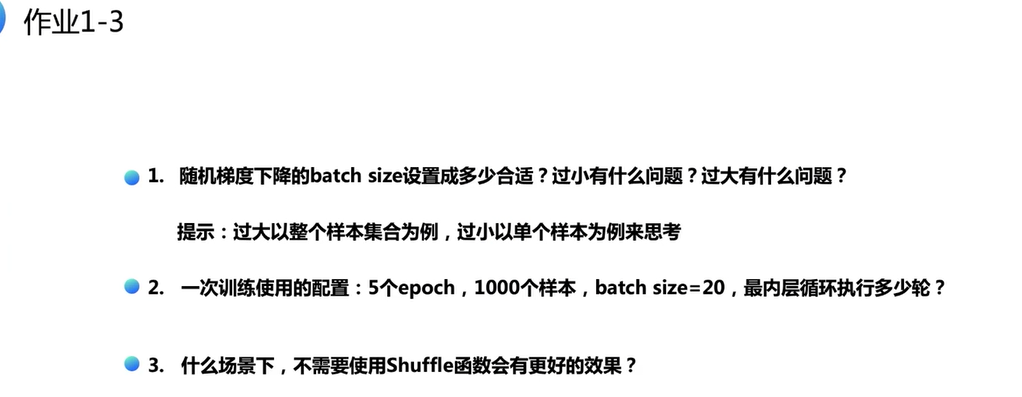 作业1-3
1. 随机梯度下降的batch size设置成多少合适？过小有什么问题？过大有什么问题？
提示：过大以整个样本集合为例，过小以单个样本为例来思考
2. 一次训练使用的配置：5个epoch，1000个样本，batch size=20，最内层循环执行多少轮？
3. 什么场景下，不需要使用Shuffle函数会有更好的效果？